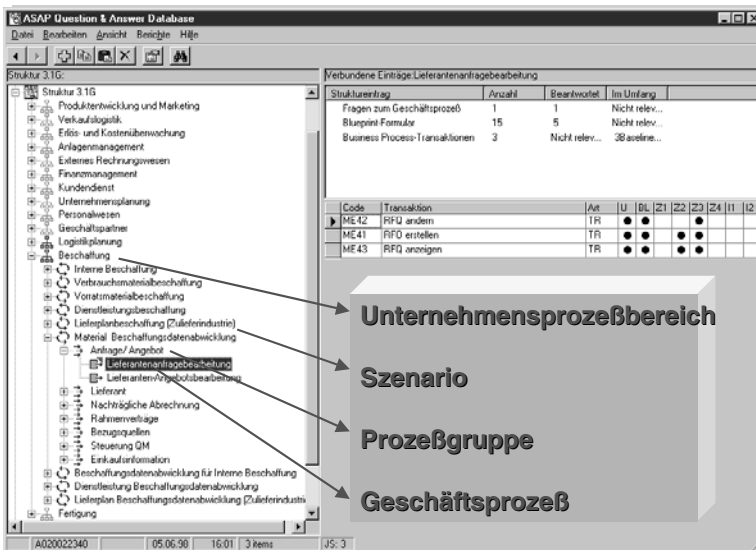 ASAP Question & Answer Database
Datei Bearbeiten Ansicht Berichte Hilfe
Struktur 3.1G:
Struktur 3.1G
Produktentwicklung und Marketing
Verkaufslogistik
Erlös- und Kostenüberwachung
Anlagenmanagement
Externes Rechnungswesen
Finanzmanagement
Kundendienst
Unternehmensplanung
Personalwesen
Geschäftspartner
Logistikplanung
Beschaffung
Interne Beschaffung
Verbrauchsmaterialbeschaffung
Vorratsmaterialbeschaffung
Dienstleistungsbeschaffung
Lieferplanbeschaffung (Zulieferindustrie)
Material Beschaffungsdatenabwicklung
Anfrage/ Angebot
Lieferantenanfragebearbeitung
Lieferanten-Angebotsbearbeitung
Lieferant
Nachträgliche Abrechnung
Rahmenverträge
Bezugsquellen
Steuerung QM
Einkaufsinformation
Beschaffungsdatenabwicklung für Interne Beschaffung
Dienstleistung Beschaffungsdatenabwicklung
Lieferplan Beschaffungsdatenabwicklung (Zulieferindustri
Fertigung
Verbundene Einträge:Lieferantenanfragebearbeitung
Struktureintrag Anzahl Beantwortet Im Umfang
Fragen zum Geschäftsprozeß 1 1 Nicht relev...
Blueprint-Formular 15 5 Nicht relev...
Business Process-Transaktionen 3 Nicht relev... 3Baseline...
Code Transaktion Art U BL Z1 Z2 Z3 Z4 I1 I2
ME42 RFQ ändern TR
ME41 RFQ erstellen TR
ME43 RFQ anzeigen TR
Unternehmensprozeßbereich
Szenario
Prozeßgruppe
Geschäftsprozeß
A020022340 05.06.98 16:01 3 items JS: 3